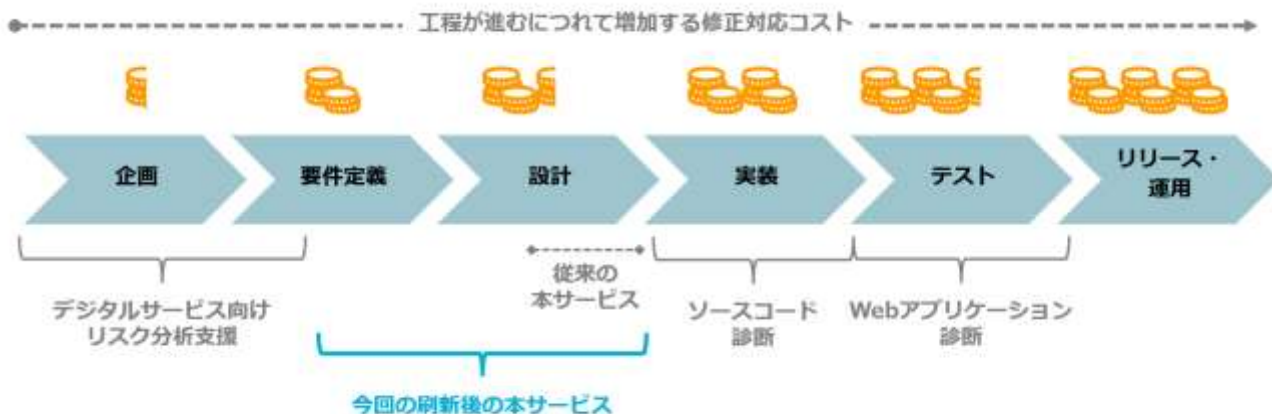 工程が進むにつれて増加する修正対応コスト
企画
要件定義
設計
実装
テスト
リリース・
運用
従来の
本サービス
デジタルサービス向け
リスク分析支援
ソースコード
診断
Webアプリケーション
診断
今回の刷新後の本サービス